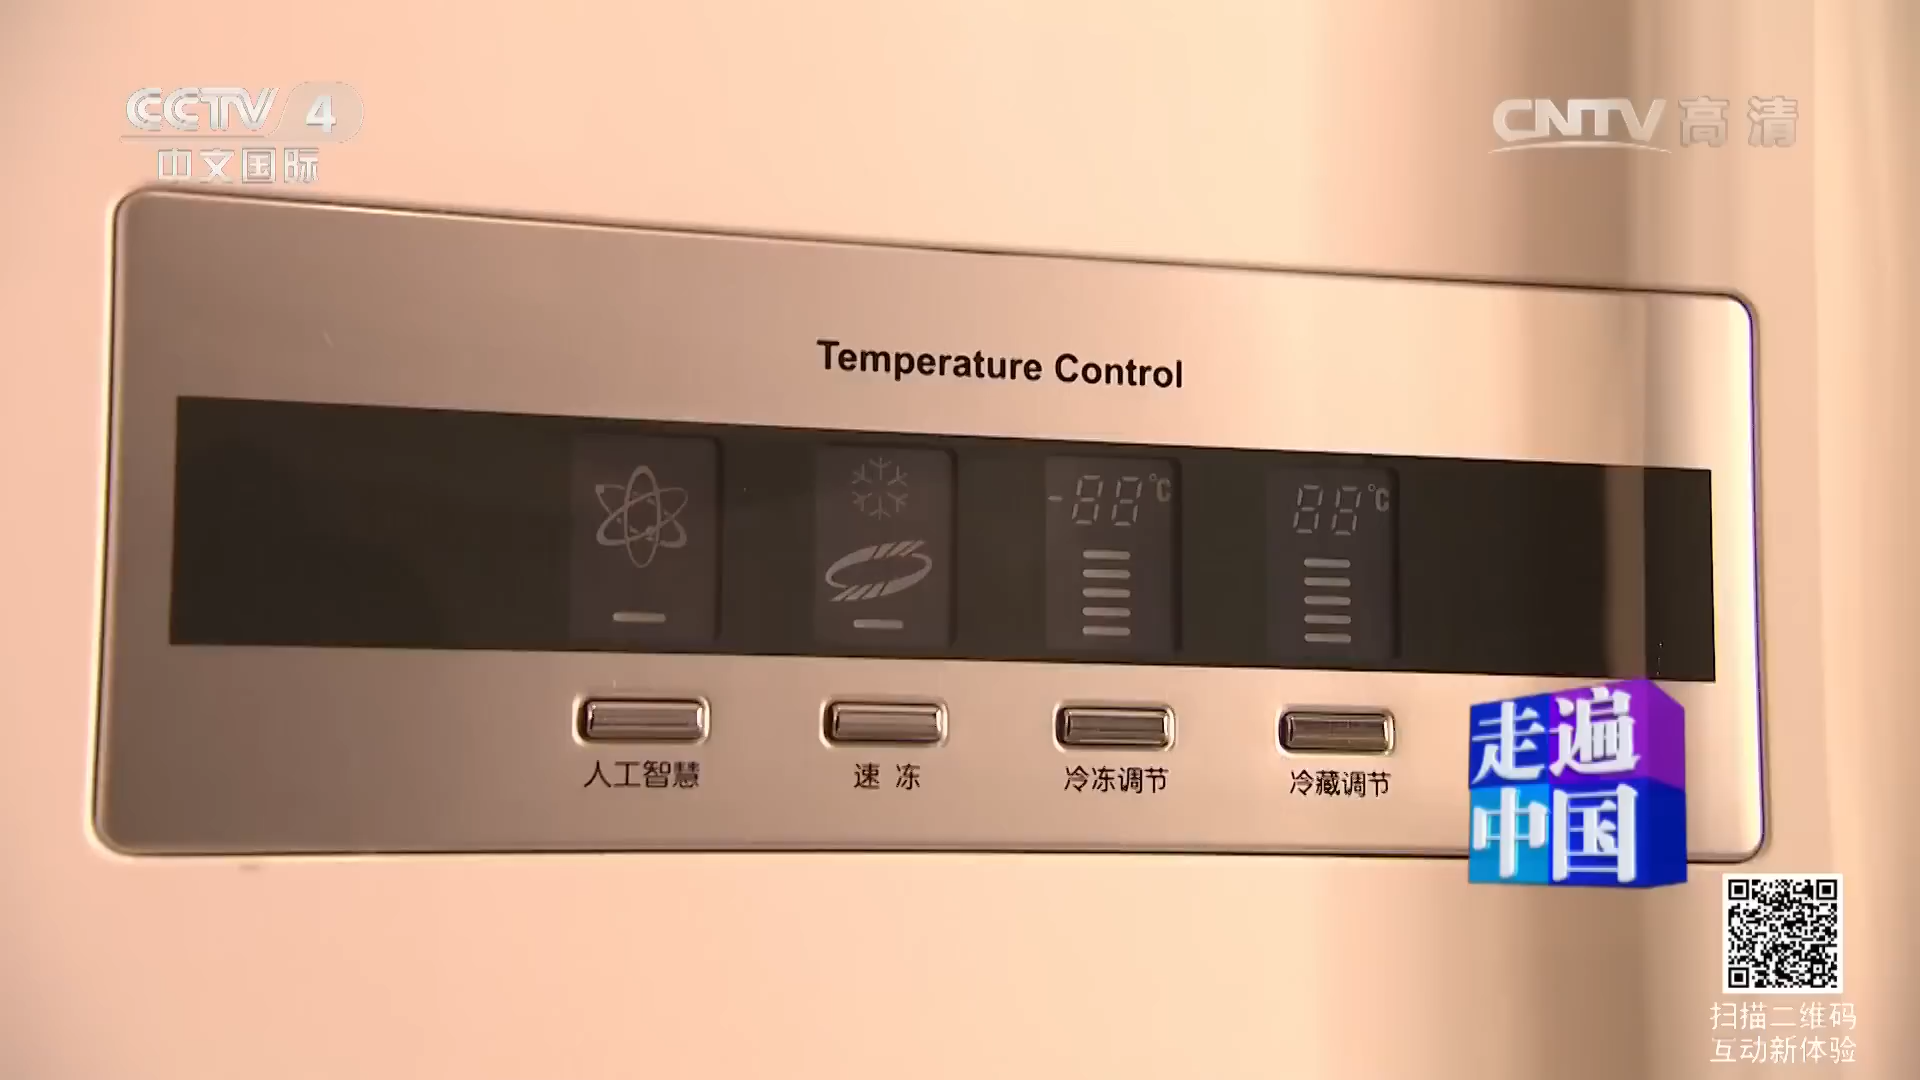 CCTV 4
中文国际
CNTV 高清
Temperature Control
-88℃
88℃
人工智慧
速冻
冷冻调节
冷藏调节
走遍
中国
扫描二维码
互动新体验